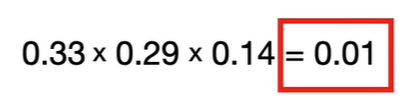 0.33 x 0.29 x 0.14 = 0.01